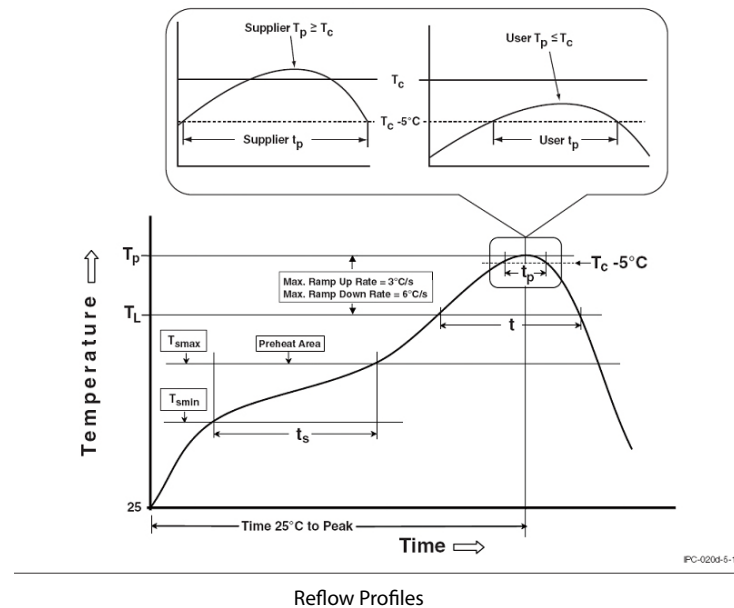 Supplier Tp ≥ Tc
User Tp ≤ Tc
Tc
Tc -5°C
Supplier tp
User tp
Tp
Tc -5°C
tp
Max. Ramp Up Rate = 3°C/s
Max. Ramp Down Rate = 6°C/s
TL
t
Tsmax
Preheat Area
Tsmin
ts
Temperature
25
Time 25°C to Peak
Time
IPC-020d-5-1
Reflow Profiles